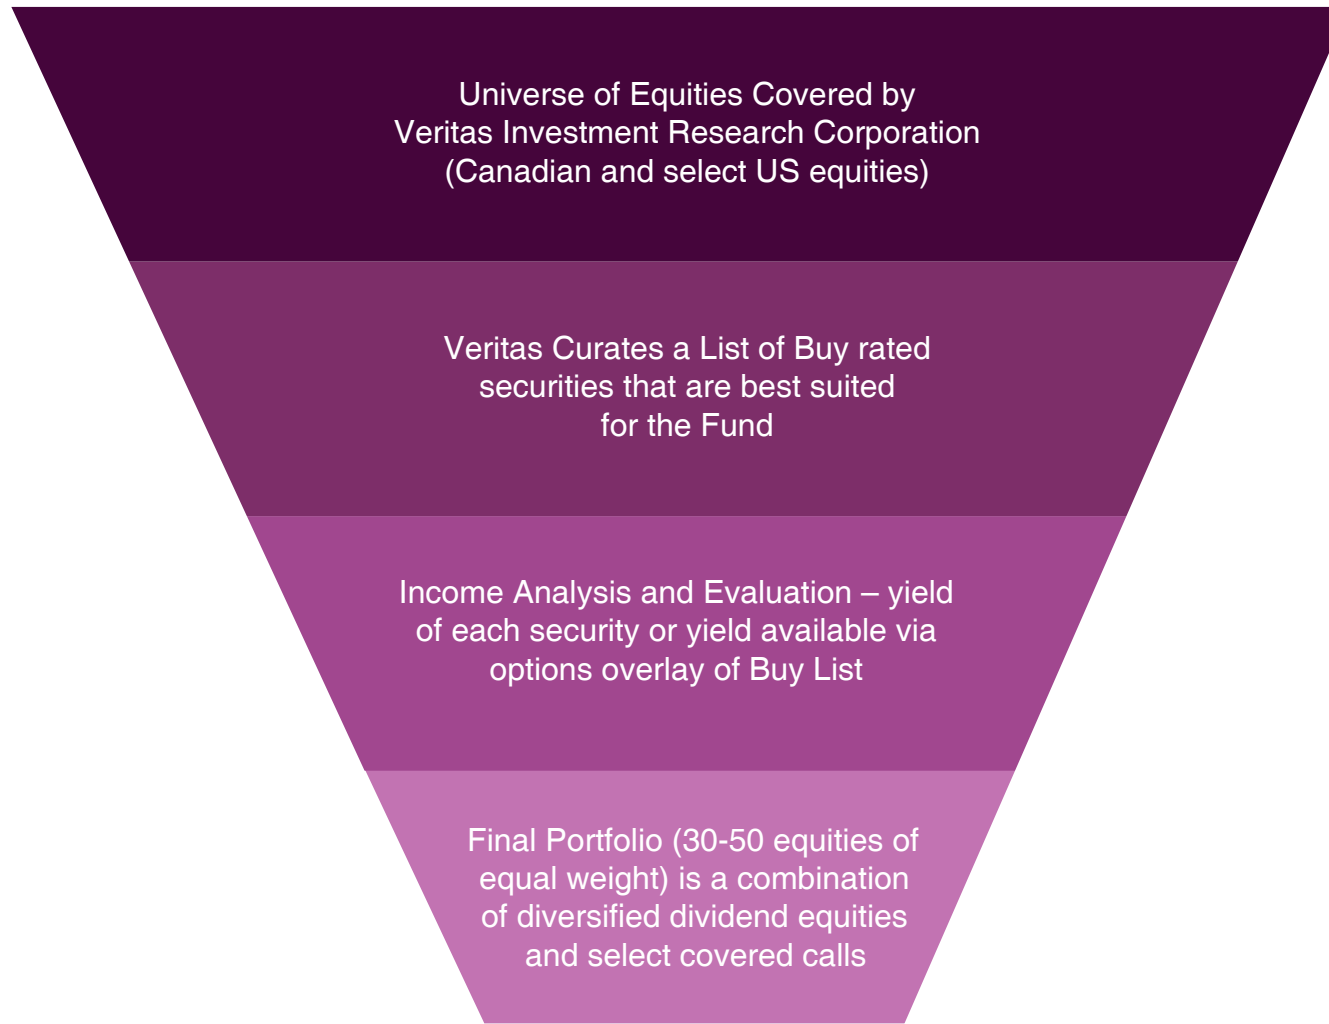 Universe of Equities Covered by
Veritas Investment Research Corporation
(Canadian and select US equities)
Veritas Curates a List of Buy rated
securities that are best suited
for the Fund
Income Analysis and Evaluation – yield
of each security or yield available via
options overlay of Buy List
Final Portfolio (30-50 equities of
equal weight) is a combination
of diversified dividend equities
and select covered calls